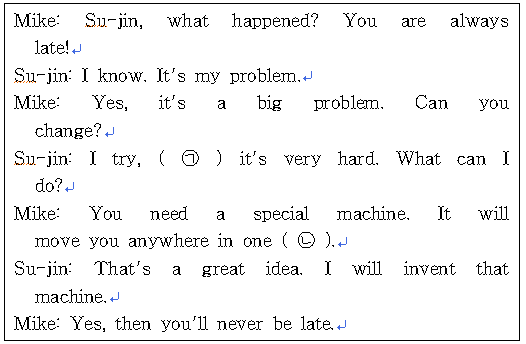 Mike: Su-jin, what happened? You are always
late!↵
Su-jin: I know. It's my problem.↵
Mike: Yes, it's a big problem. Can you
change?↵
Su-jin: I try, ( ㉠ ) it's very hard. What can I
do?↵
Mike: You need a special machine. It will
move you anywhere in one ( ㉡ ).↵
Su-jin: That's a great idea. I will invent that
machine.↵
Mike: Yes, then you'll never be late.↵